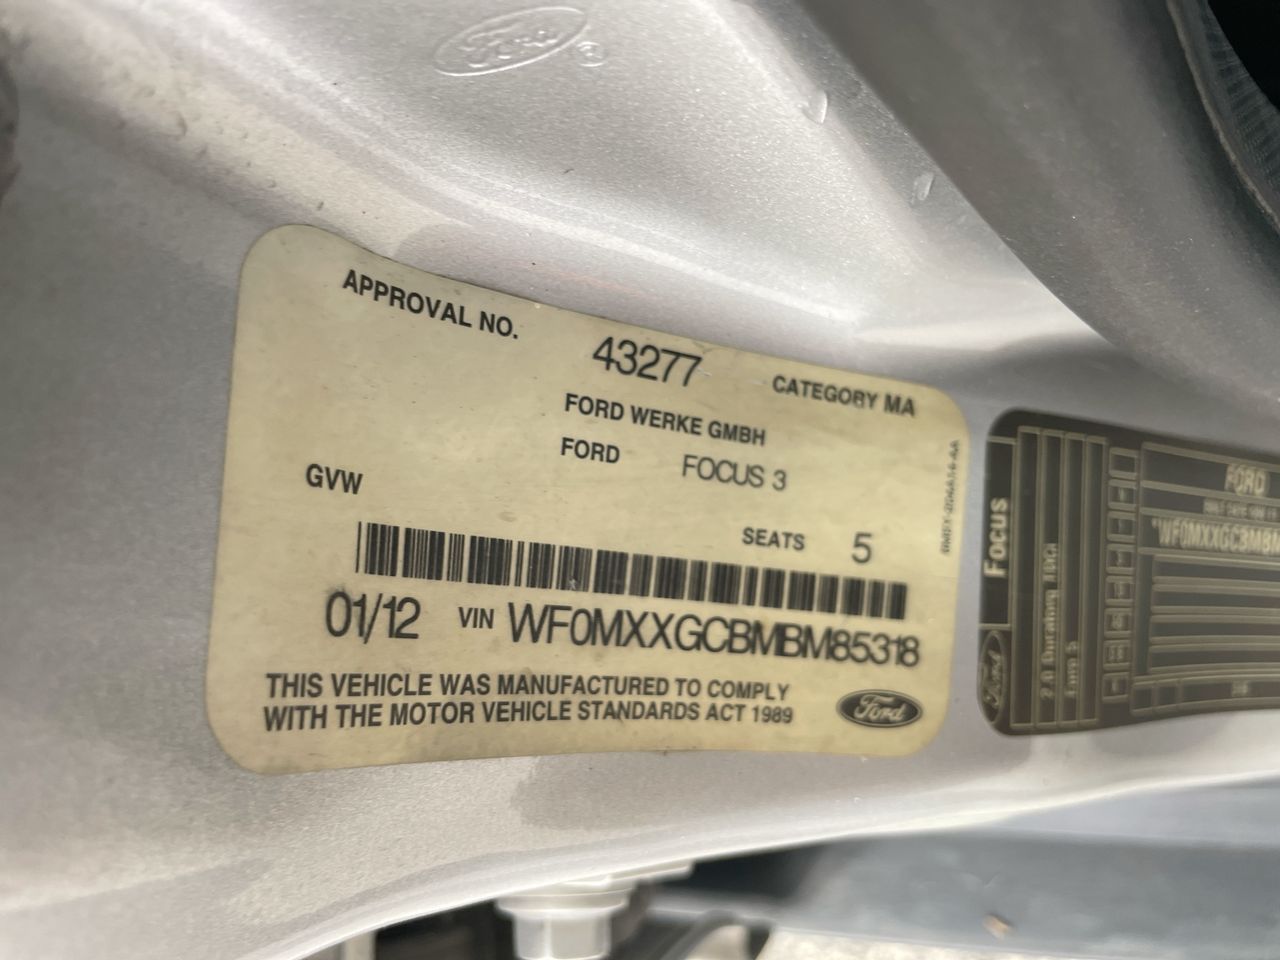 Ford ®
APPROVAL NO. 43277 CATEGORY MA
FORD WERKE GMBH
FORD FOCUS 3
GVW
SEATS 5
01/12 VIN WF0MXXGCBMBM85318
THIS VEHICLE WAS MANUFACTURED TO COMPLY
WITH THE MOTOR VEHICLE STANDARDS ACT 1989
Ford
Focus
Ford
FORD